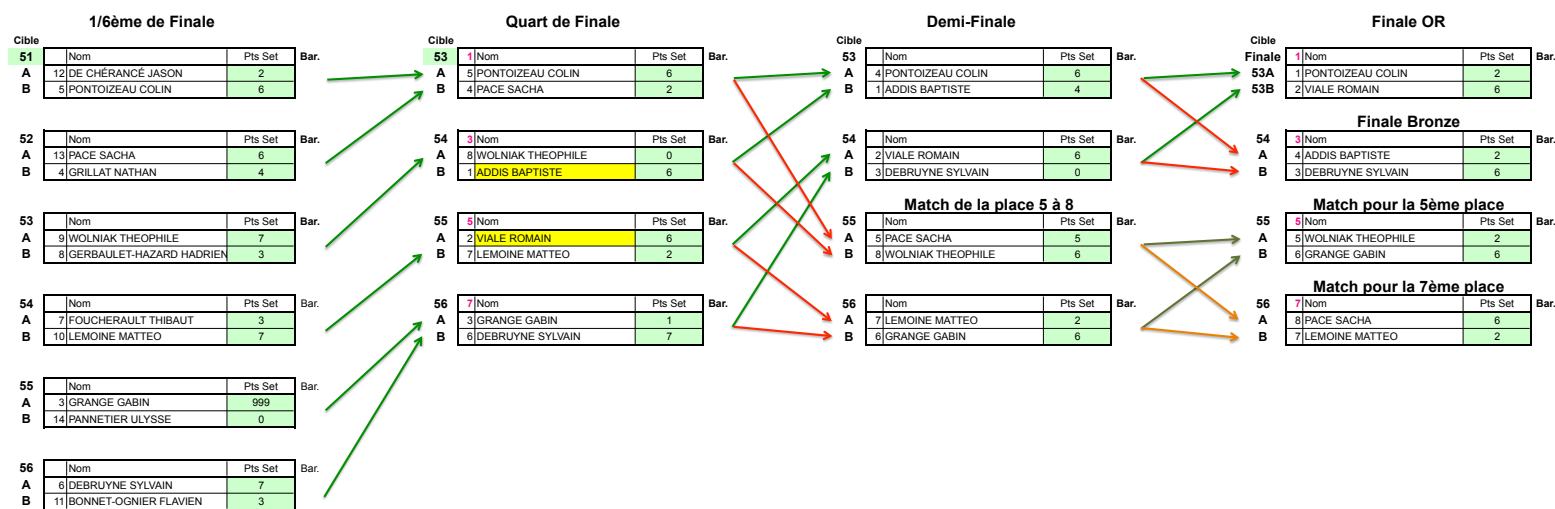 1/6ème de Finale
Cible
51 Nom Pts Set Bar.
A 12 DE CHÉRANCÉ JASON 2
B 5 PONTOIZEAU COLIN 6
52 Nom Pts Set Bar.
A 13 PACE SACHA 6
B 4 GRILLAT NATHAN 4
53 Nom Pts Set Bar.
A 9 WOLNIAK THEOPHILE 7
B 8 GERBAULET-HAZARD HADRIEN 3
54 Nom Pts Set Bar.
A 7 FOUCHERAULT THIBAUT 3
B 10 LEMOINE MATTEO 7
55 Nom Pts Set Bar.
A 3 GRANGE GABIN 999
B 14 PANNETIER ULYSSE 0
56 Nom Pts Set Bar.
A 6 DEBRUYNE SYLVAIN 7
B 11 BONNET-OGNIER FLAVIEN 3
Quart de Finale
Cible
53 1 Nom Pts Set Bar.
A 5 PONTOIZEAU COLIN 6
B 4 PACE SACHA 2
54 3 Nom Pts Set Bar.
A 8 WOLNIAK THEOPHILE 0
B 1 ADDIS BAPTISTE 6
55 5 Nom Pts Set Bar.
A 2 VIALE ROMAIN 6
B 7 LEMOINE MATTEO 2
56 7 Nom Pts Set Bar.
A 3 GRANGE GABIN 1
B 6 DEBRUYNE SYLVAIN 7
Demi-Finale
Cible
53 Nom Pts Set Bar.
A 4 PONTOIZEAU COLIN 6
B 1 ADDIS BAPTISTE 4
54 Nom Pts Set Bar.
A 2 VIALE ROMAIN 6
B 3 DEBRUYNE SYLVAIN 0
Match de la place 5 à 8
55 Nom Pts Set Bar.
A 5 PACE SACHA 5
B 8 WOLNIAK THEOPHILE 6
56 Nom Pts Set Bar.
A 7 LEMOINE MATTEO 2
B 6 GRANGE GABIN 6
Finale OR
Cible
Finale 1 Nom Pts Set Bar.
53A 1 PONTOIZEAU COLIN 2
53B 2 VIALE ROMAIN 6
Finale Bronze
54 3 Nom Pts Set Bar.
A 4 ADDIS BAPTISTE 2
B 3 DEBRUYNE SYLVAIN 6
Match pour la 5ème place
55 5 Nom Pts Set Bar.
A 5 WOLNIAK THEOPHILE 2
B 6 GRANGE GABIN 6
Match pour la 7ème place
56 7 Nom Pts Set Bar.
A 8 PACE SACHA 6
B 7 LEMOINE MATTEO 2